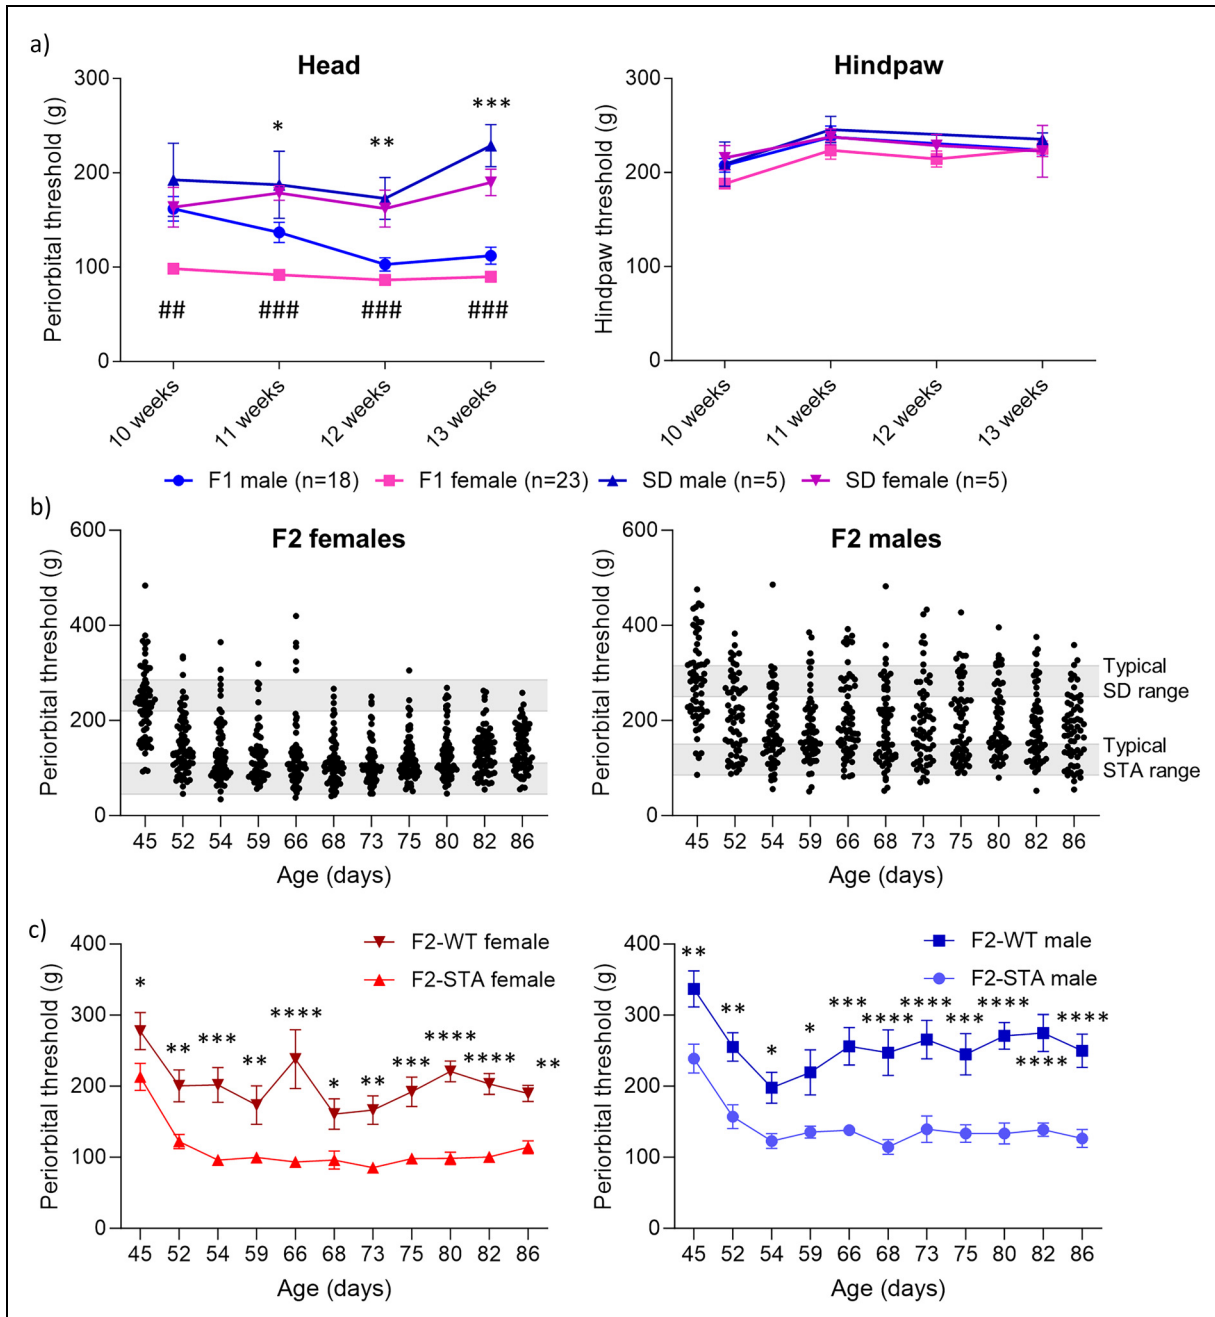 a)
Head
Periorbital threshold (g)
300
200
100
0
*
**
***
##
###
###
###
10 weeks
11 weeks
12 weeks
13 weeks
Hindpaw
Hindpaw threshold (g)
300
200
100
0
10 weeks
11 weeks
12 weeks
13 weeks
F1 male (n=18) F1 female (n=23) SD male (n=5) SD female (n=5)
b)
F2 females
Periorbital threshold (g)
600
400
200
0
45 52 54 59 66 68 73 75 80 82 86
Age (days)
F2 males
Periorbital threshold (g)
600
400
200
0
Typical
SD range
Typical
STA range
45 52 54 59 66 68 73 75 80 82 86
Age (days)
c)
Periorbital threshold (g)
400
300
200
100
0
F2-WT female
F2-STA female
*
**
***
**
****
*
**
***
****
****
**
45 52 54 59 66 68 73 75 80 82 86
Age (days)
Periorbital threshold (g)
400
300
200
100
0
F2-WT male
F2-STA male
**
**
*
*
***
****
****
***
****
****
****
45 52 54 59 66 68 73 75 80 82 86
Age (days)